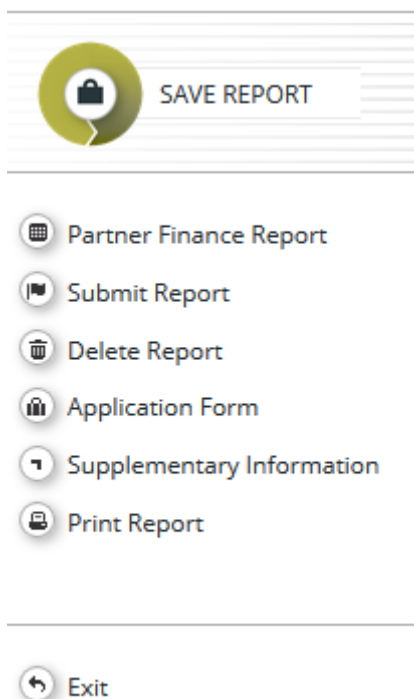 SAVE REPORT
Partner Finance Report
Submit Report
Delete Report
Application Form
Supplementary Information
Print Report
Exit